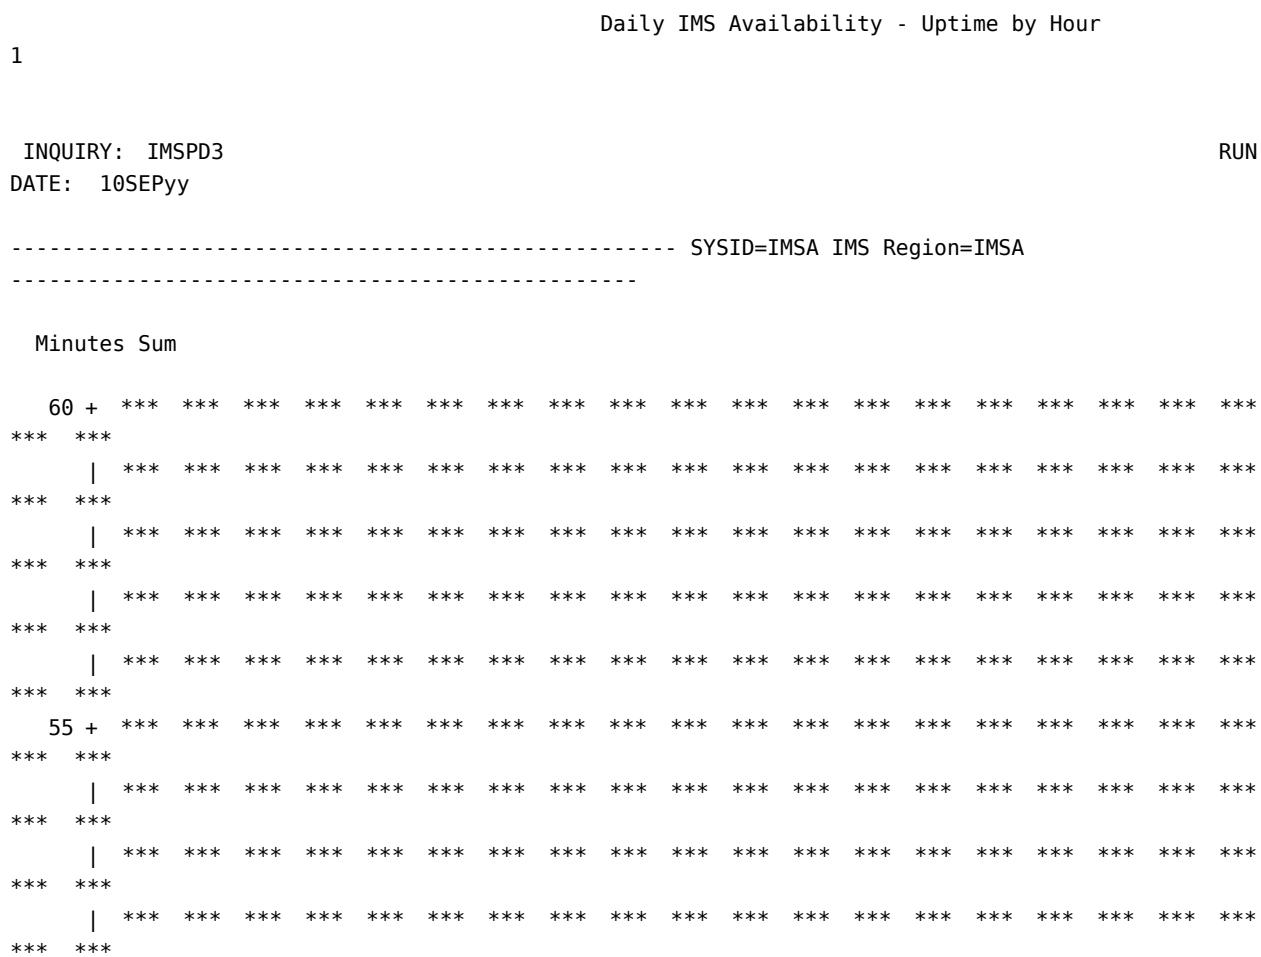 Daily IMS Availability - Uptime by Hour
1
INQUIRY: IMSPD3 RUN
DATE: 10SEPyy
---------------------------------------------------- SYSID=IMSA IMS Region=IMSA
-------------------------------------------------
Minutes Sum
60 + *** *** *** *** *** *** *** *** *** *** *** *** *** *** *** *** *** *** ***
*** ***
| *** *** *** *** *** *** *** *** *** *** *** *** *** *** *** *** *** *** ***
*** ***
| *** *** *** *** *** *** *** *** *** *** *** *** *** *** *** *** *** *** ***
*** ***
| *** *** *** *** *** *** *** *** *** *** *** *** *** *** *** *** *** *** ***
*** ***
| *** *** *** *** *** *** *** *** *** *** *** *** *** *** *** *** *** *** ***
*** ***
55 + *** *** *** *** *** *** *** *** *** *** *** *** *** *** *** *** *** *** ***
*** ***
| *** *** *** *** *** *** *** *** *** *** *** *** *** *** *** *** *** *** ***
*** ***
| *** *** *** *** *** *** *** *** *** *** *** *** *** *** *** *** *** *** ***
*** ***
| *** *** *** *** *** *** *** *** *** *** *** *** *** *** *** *** *** *** ***
*** ***